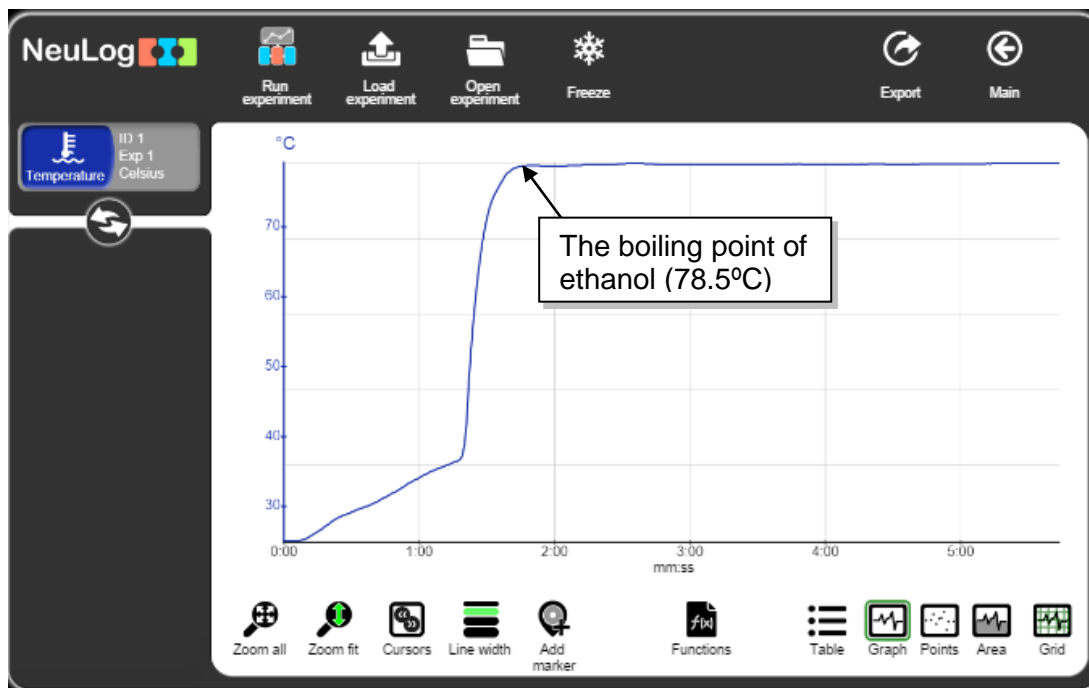 NeuLog
Run
experiment
Load
experiment
Open
experiment
Freeze
Export
Main
Temperature
ID 1
Exp 1
Celsius
°C
70
60
50
40
30
The boiling point of
ethanol (78.5ºC)
0:00 1:00 2:00 3:00 4:00 5:00
mm:ss
Zoom all
Zoom fit
Cursors
Line width
Add
marker
f(x)
Functions
Table
Graph
Points
Area
Grid